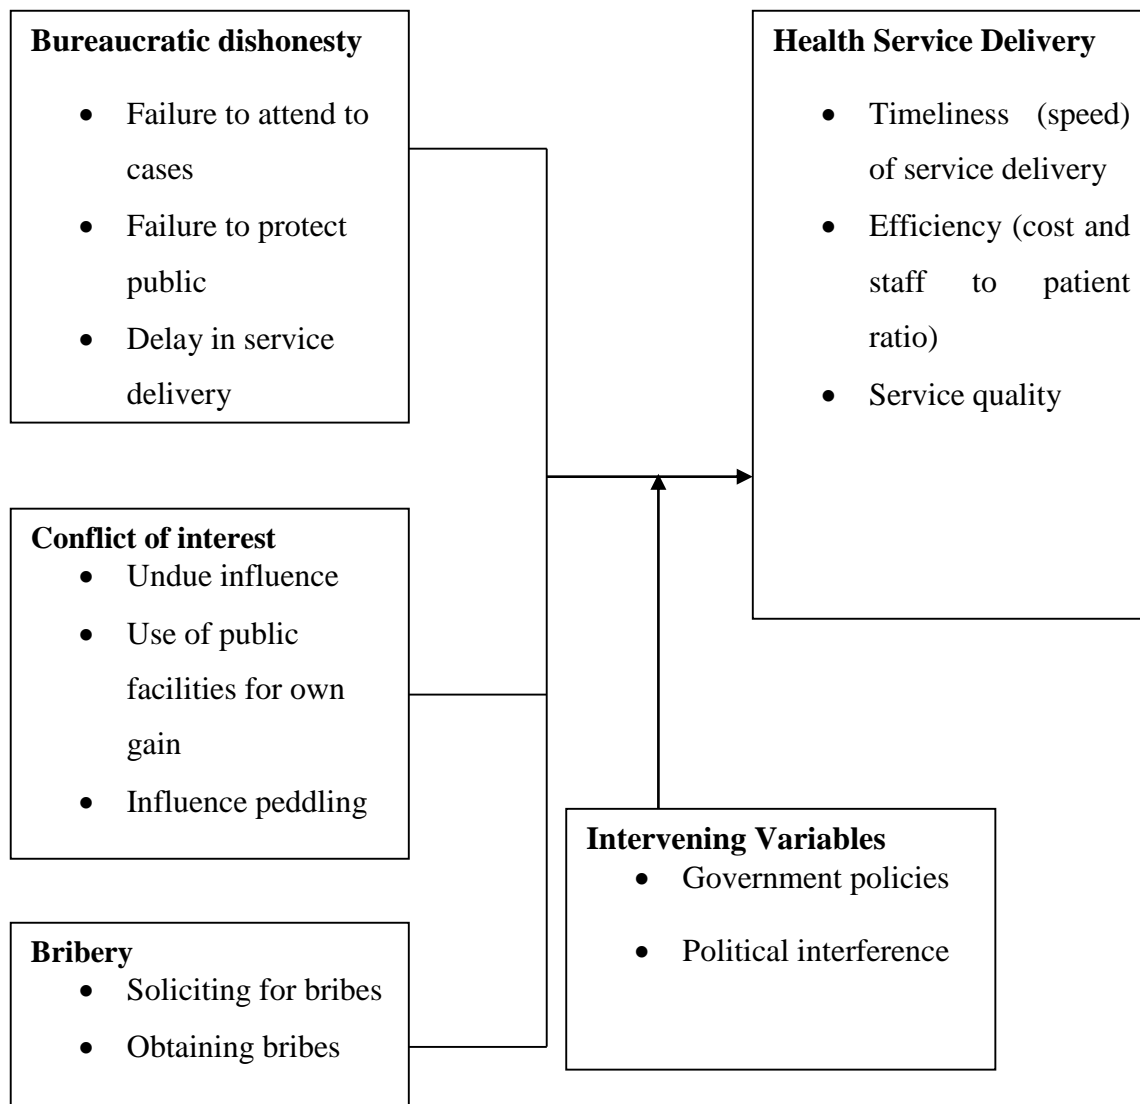 Bureaucratic dishonesty
• Failure to attend to
cases
• Failure to protect
public
• Delay in service
delivery
Health Service Delivery
• Timeliness (speed)
of service delivery
• Efficiency (cost and
staff to patient
ratio)
• Service quality
Conflict of interest
• Undue influence
• Use of public
facilities for own
gain
• Influence peddling
Intervening Variables
• Government policies
• Political interference
Bribery
• Soliciting for bribes
• Obtaining bribes